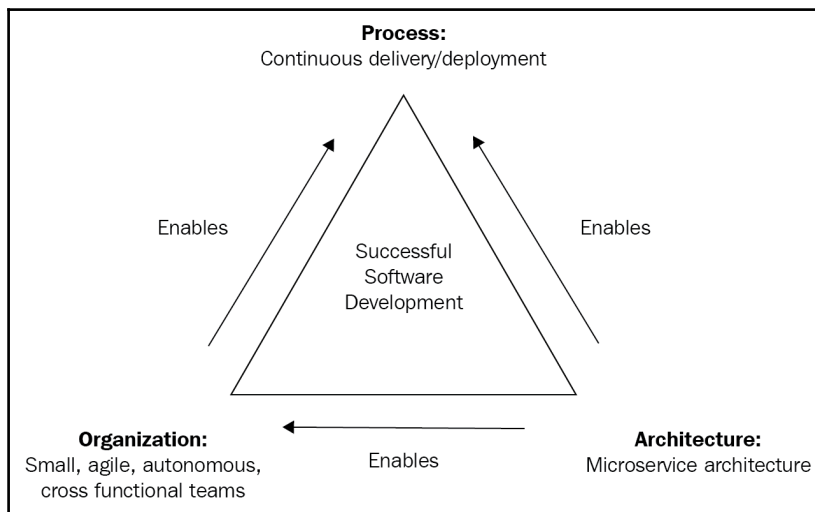 Process:
Continuous delivery/deployment
Enables
Enables
Successful
Software
Development
Organization:
Small, agile, autonomous,
cross functional teams
Enables
Architecture:
Microservice architecture